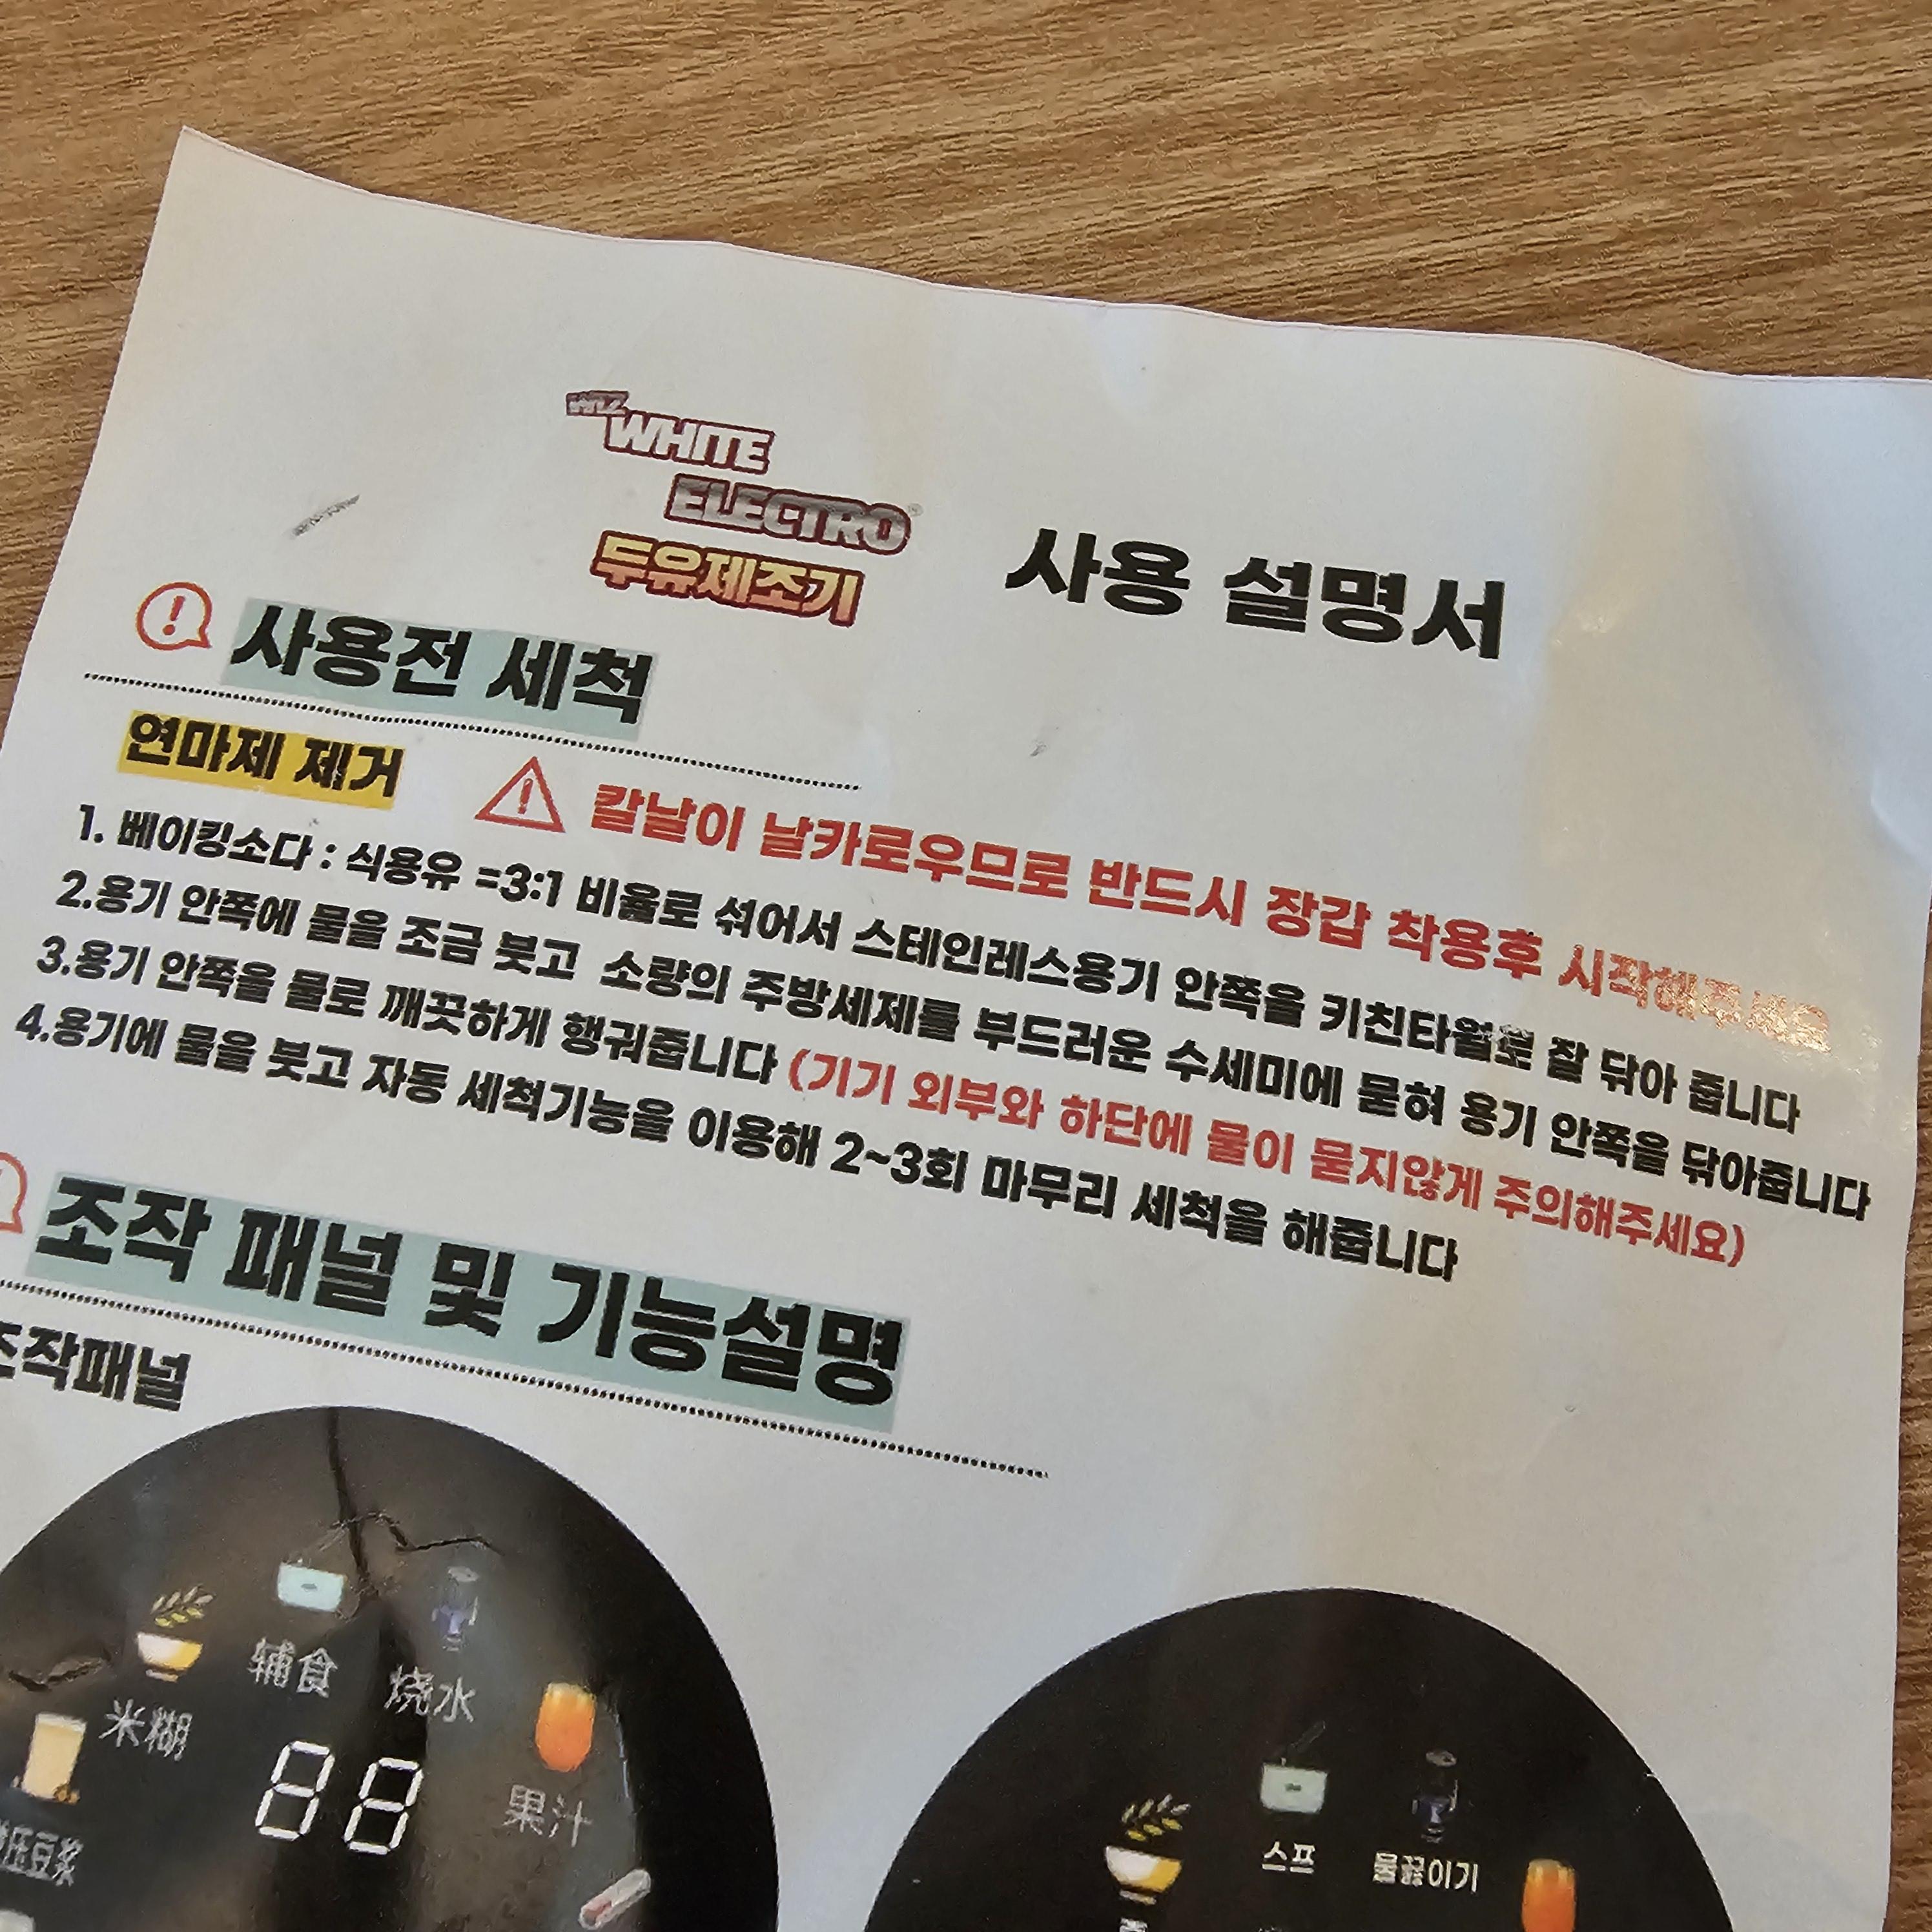 WHITE
ELECTRO
두유제조기
사용 설명서
사용전 세척
연마제 제거
칼날이 날카로우므로 반드시 장갑 착용후 시작해주세요
1. 베이킹소다 : 식용유 =3:1 비율로 섞어서 스테인레스용기 안쪽을 키친타월로 잘 닦아 줍니다
2.용기 안쪽에 물을 조금 붓고 소량의 주방세제를 부드러운 수세미에 묻혀 용기 안쪽을 닦아줍니다
3.용기 안쪽을 물로 깨끗하게 행궈줍니다 (기기 외부와 하단에 물이 묻지않게 주의해주세요)
4.용기에 물을 붓고 자동 세척기능을 이용해 2~3회 마무리 세척을 해줍니다
조작 패널 및 기능설명
조작패널
辅食
烧水
米糊
88
果汁
压豆浆
스프
물끓이기